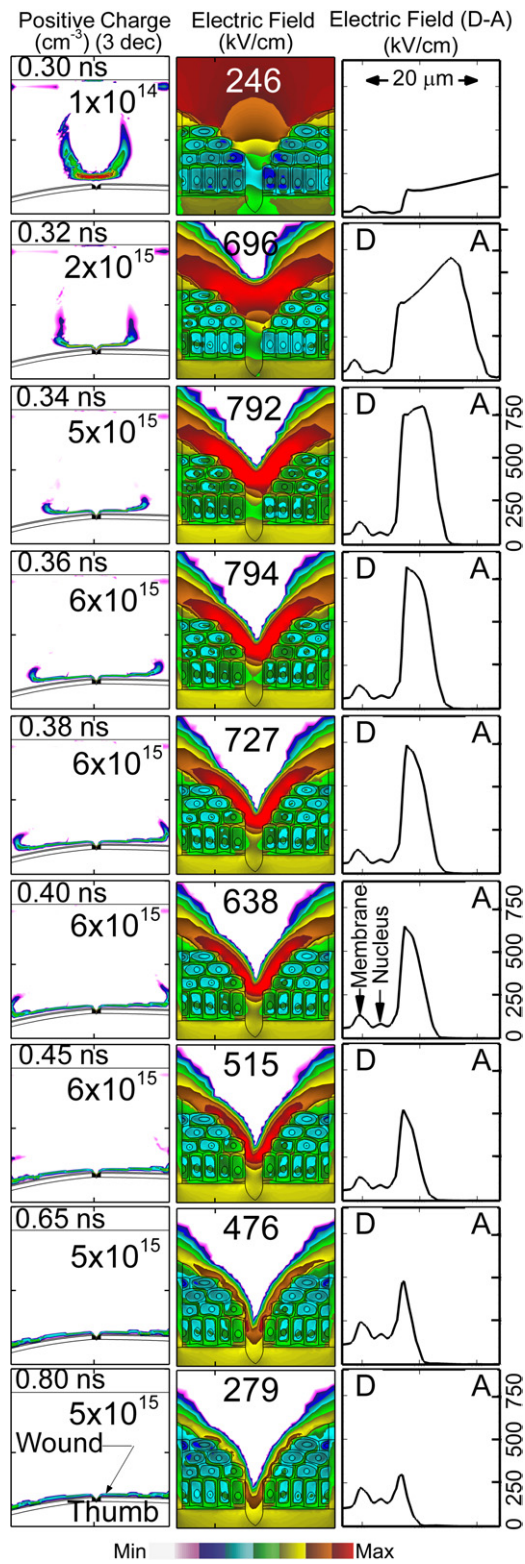 Positive Charge Electric Field Electric Field (D-A)
(cm⁻³) (3 dec) (kV/cm) (kV/cm)
0.30 ns
1x10¹⁴
246
20 μm
0.32 ns
2x10¹⁵
696
D A
0.34 ns
5x10¹⁵
792
D A
0 250 500 750
0.36 ns
6x10¹⁵
794
D A
0.38 ns
6x10¹⁵
727
D A
0.40 ns
6x10¹⁵
638
Membrane
Nucleus
A
0 250 500 750
0.45 ns
6x10¹⁵
515
D A
0.65 ns
5x10¹⁵
476
D A
0.80 ns
5x10¹⁵
Wound
Thumb
279
D A
0 250 500 750
Min Max